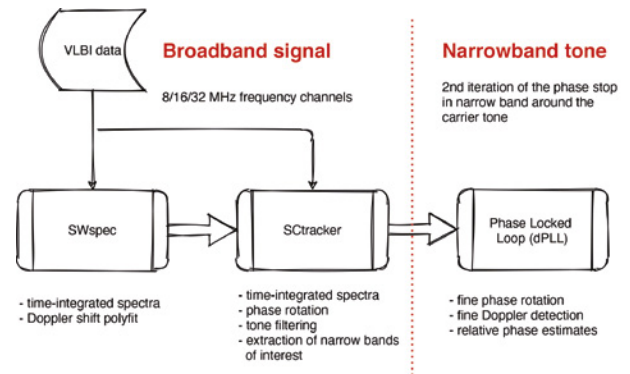 VLBI data
Broadband signal
8/16/32 MHz frequency channels
Narrowband tone
2nd iteration of the phase stop
in narrow band around the
carrier tone
SWspec
SCtracker
Phase Locked
Loop (dPLL)
- time-integrated spectra
- Doppler shift polyfit
- time-integrated spectra
- phase rotation
- tone filtering
- extraction of narrow bands
of interest
- fine phase rotation
- fine Doppler detection
- relative phase estimates